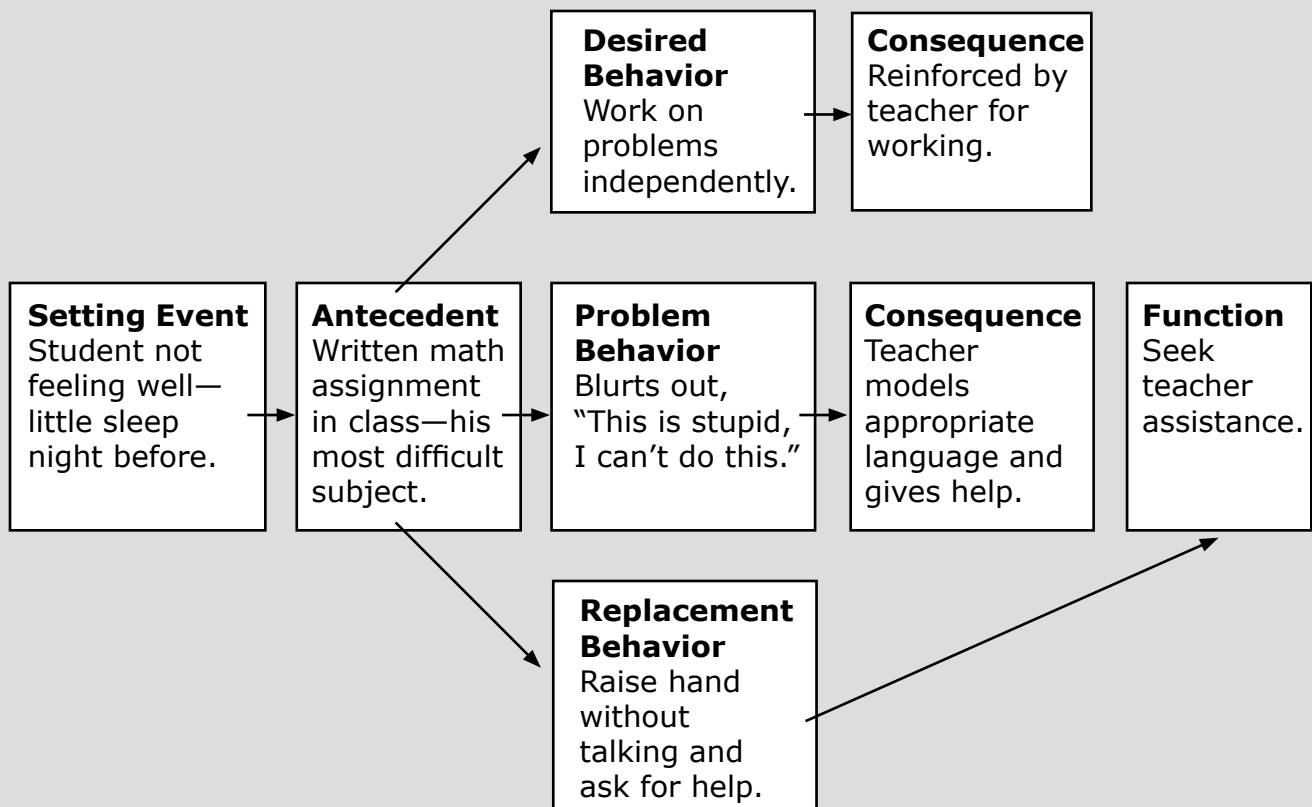 Desired
Behavior
Work on
problems
independently.
Consequence
Reinforced by
teacher for
working.
Setting Event
Student not
feeling well—
little sleep
night before.
Antecedent
Written math
assignment
in class—his
most difficult
subject.
Problem
Behavior
Blurts out,
“This is stupid,
I can’t do this.”
Consequence
Teacher
models
appropriate
language and
gives help.
Function
Seek
teacher
assistance.
Replacement
Behavior
Raise hand
without
talking and
ask for help.